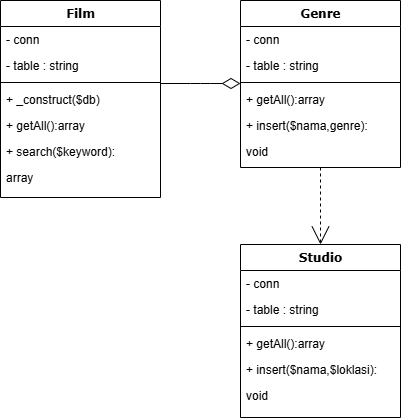 Film
- conn
- table : string
+ _construct($db)
+ getAll():array
+ search($keyword):
array
Genre
- conn
- table : string
+ getAll():array
+ insert($nama,genre):
void
Studio
- conn
- table : string
+ getAll():array
+ insert($nama,$loklasi):
void